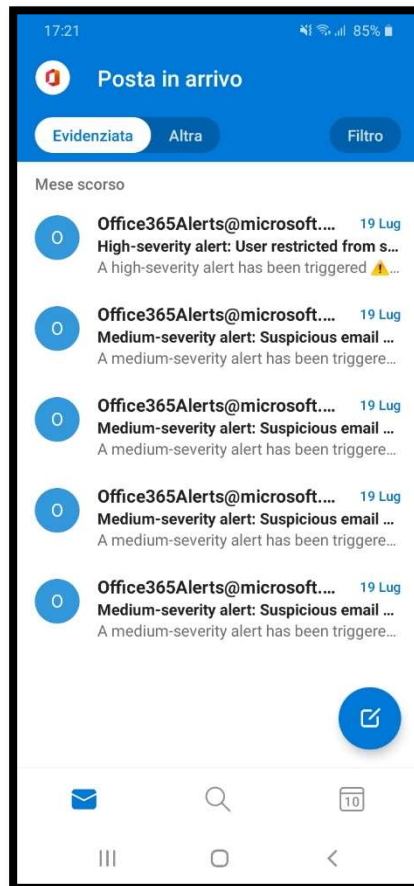 17:21 85%
Posta in arrivo
Evidenziata Altra Filtro
Mese scorso
O Office365Alerts@microsoft.... 19 Lug
High-severity alert: User restricted from s...
A high-severity alert has been triggered ⚠...
O Office365Alerts@microsoft.... 19 Lug
Medium-severity alert: Suspicious email ...
A medium-severity alert has been triggere...
O Office365Alerts@microsoft.... 19 Lug
Medium-severity alert: Suspicious email ...
A medium-severity alert has been triggere...
O Office365Alerts@microsoft.... 19 Lug
Medium-severity alert: Suspicious email ...
A medium-severity alert has been triggere...
O Office365Alerts@microsoft.... 19 Lug
Medium-severity alert: Suspicious email ...
A medium-severity alert has been triggere...
10